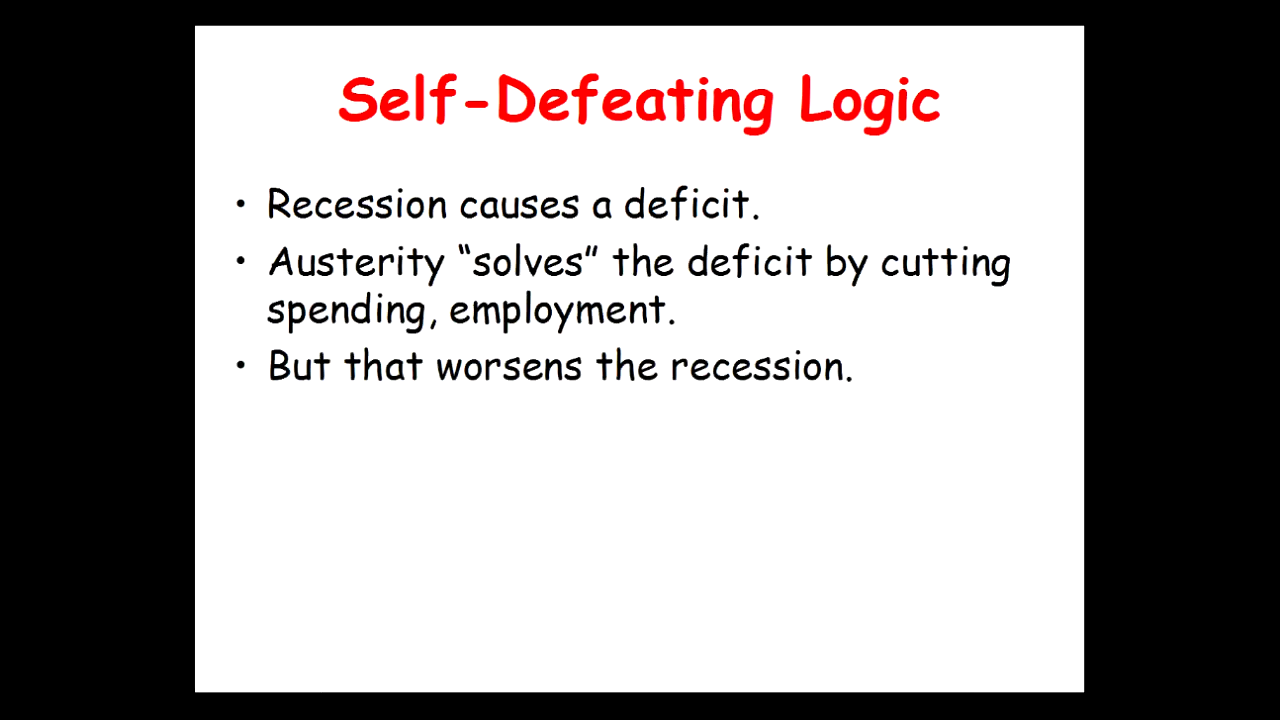 Self-Defeating Logic
• Recession causes a deficit.
• Austerity “solves” the deficit by cutting
spending, employment.
• But that worsens the recession.